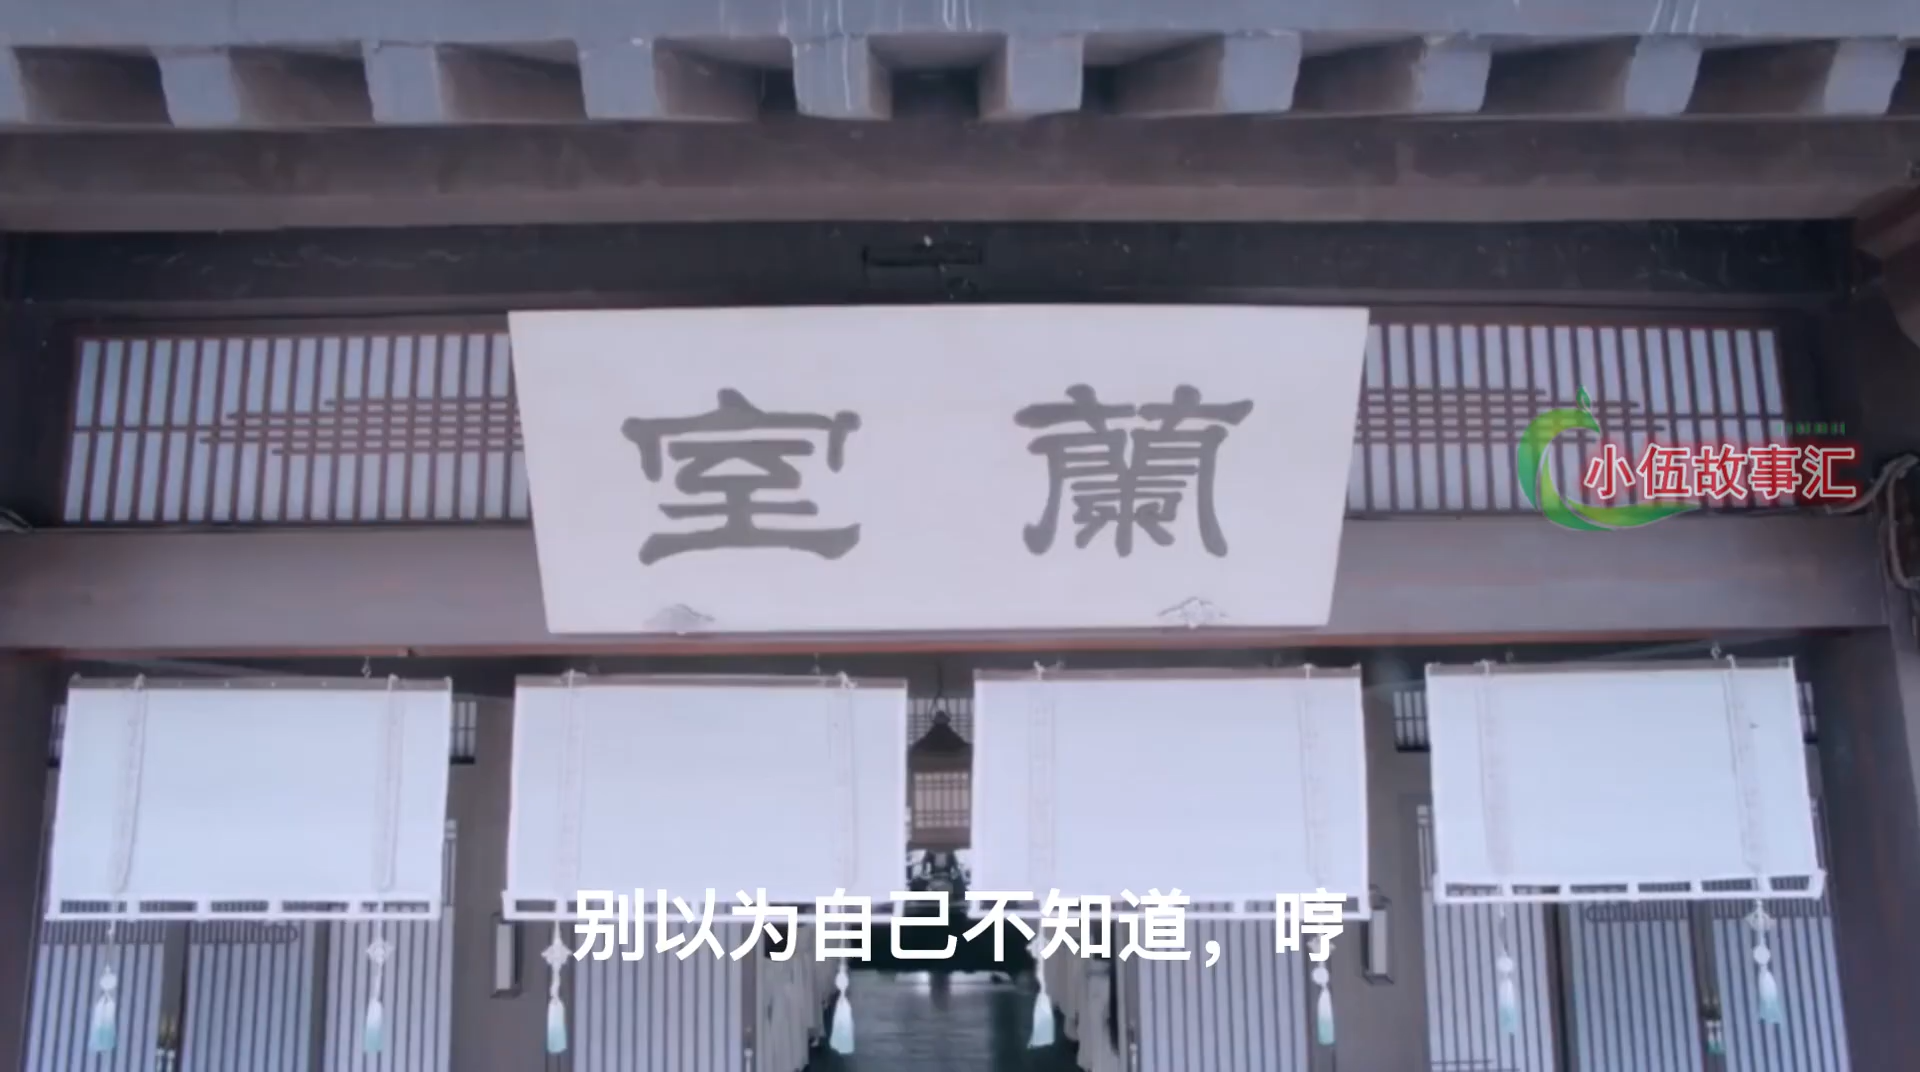 室 蘭
小伍故事汇
别以为自己不知道，哼